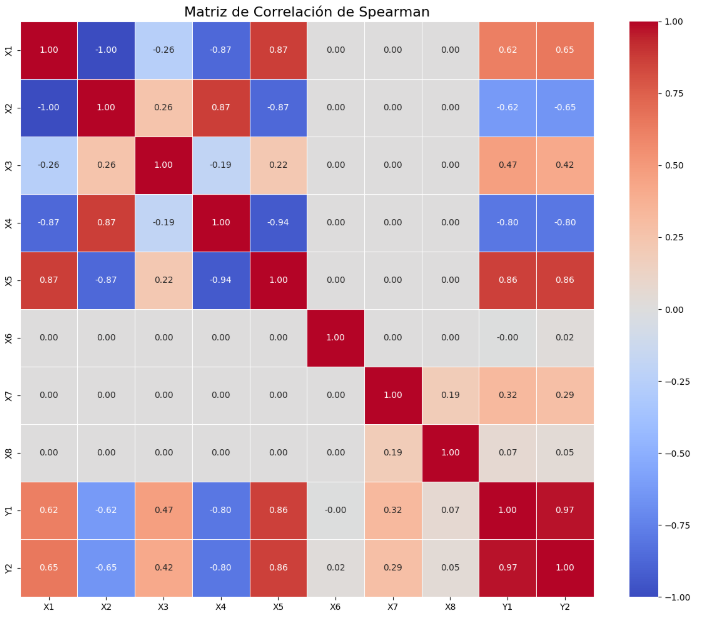 Matriz de Correlación de Spearman
X1 1.00 -1.00 -0.26 -0.87 0.87 0.00 0.00 0.00 0.62 0.65
X2 -1.00 1.00 0.26 0.87 -0.87 0.00 0.00 0.00 -0.62 -0.65
X3 -0.26 0.26 1.00 -0.19 0.22 0.00 0.00 0.00 0.47 0.42
X4 -0.87 0.87 -0.19 1.00 -0.94 0.00 0.00 0.00 -0.80 -0.80
X5 0.87 -0.87 0.22 -0.94 1.00 0.00 0.00 0.00 0.86 0.86
X6 0.00 0.00 0.00 0.00 0.00 1.00 0.00 0.00 -0.00 0.02
X7 0.00 0.00 0.00 0.00 0.00 0.00 1.00 0.19 0.32 0.29
X8 0.00 0.00 0.00 0.00 0.00 0.00 0.19 1.00 0.07 0.05
Y1 0.62 -0.62 0.47 -0.80 0.86 -0.00 0.32 0.07 1.00 0.97
Y2 0.65 -0.65 0.42 -0.80 0.86 0.02 0.29 0.05 0.97 1.00
X1 X2 X3 X4 X5 X6 X7 X8 Y1 Y2
1.00
0.75
0.50
0.25
0.00
−0.25
−0.50
−0.75
−1.00